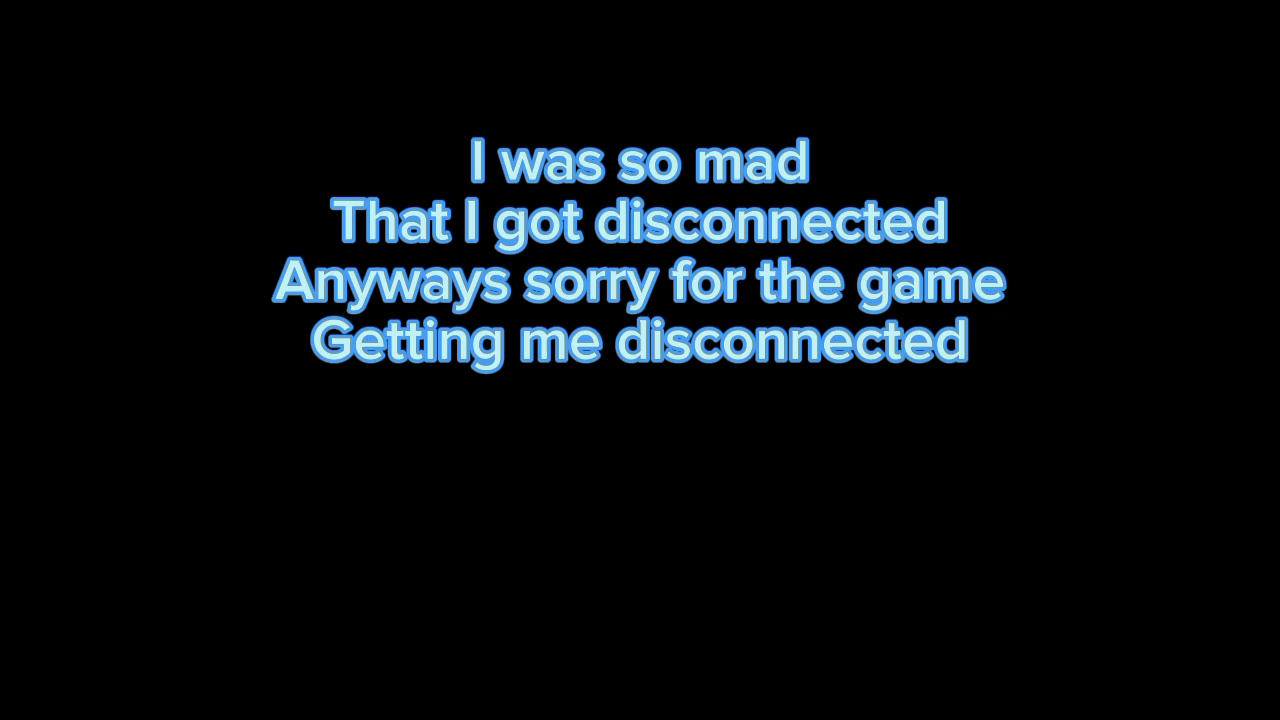 I was so mad
That I got disconnected
Anyways sorry for the game
Getting me disconnected